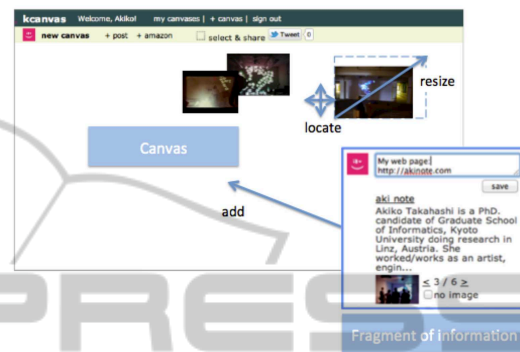 kcanvas Welcome, Akiko! my canvases | + canvas | sign out
new canvas + post + amazon select & share Tweet 0
resize
locate
Canvas
add
My web page:
http://akinote.com
save
aki note
Akiko Takahashi is a PhD.
candidate of Graduate School
of Informatics, Kyoto
University doing research in
Linz, Austria. She
worked/works as an artist,
engin...
< 3 / 6 >
no image
Fragment of information
PRESS